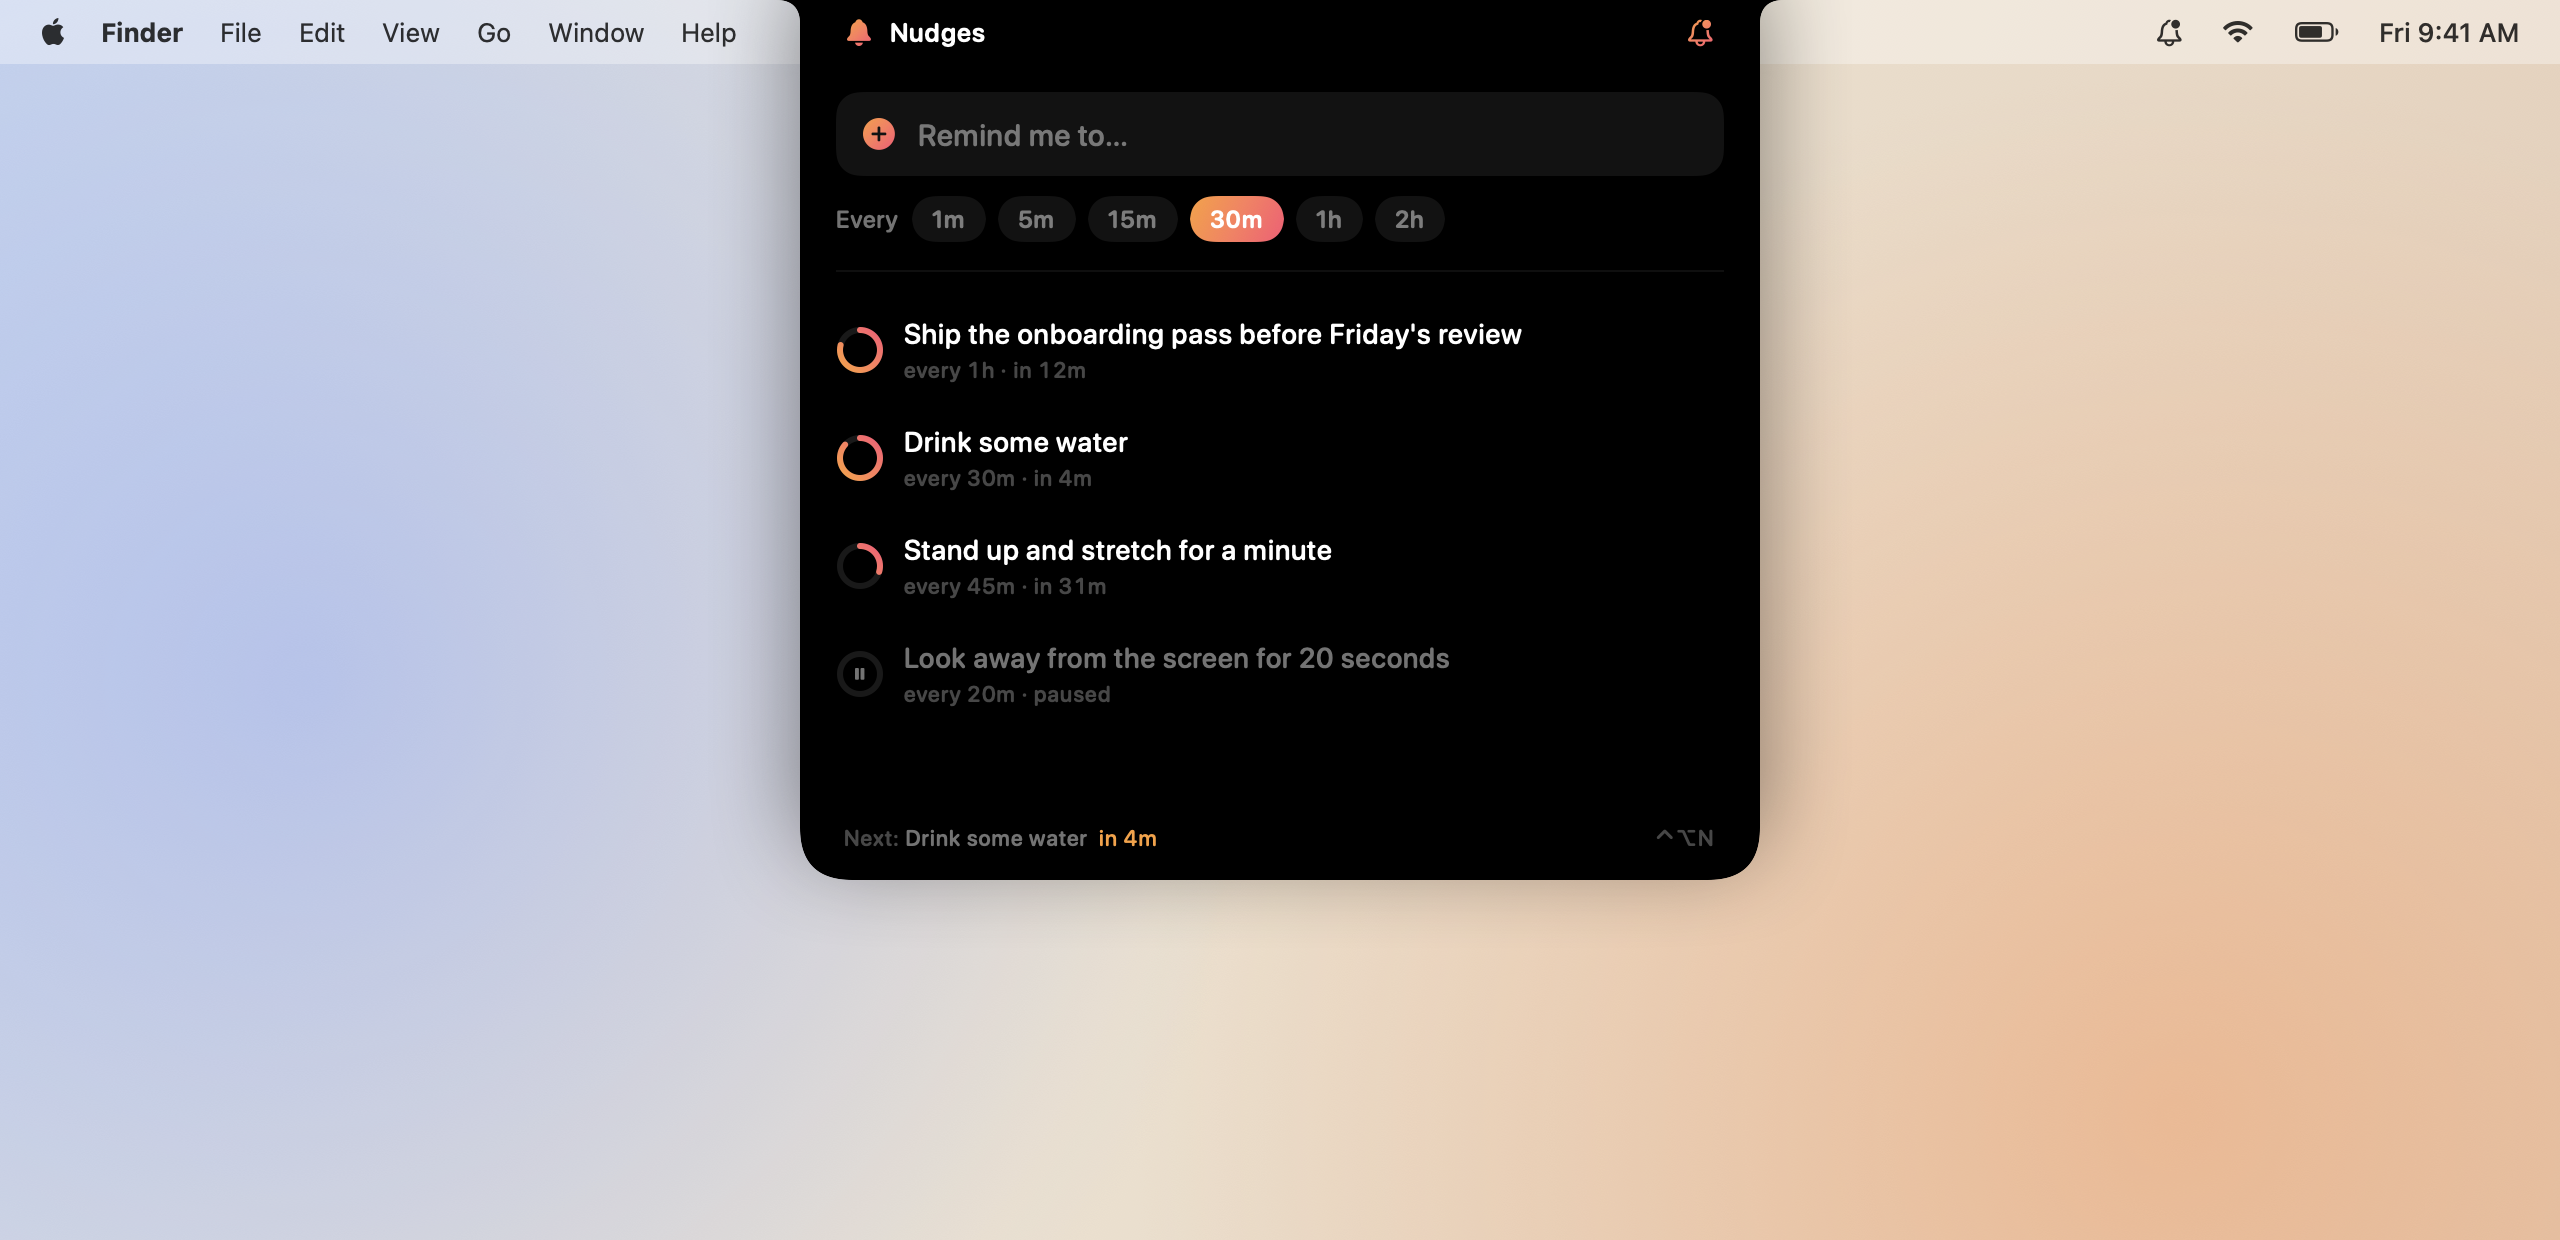 Finder File Edit View Go Window Help
Nudges
Fri 9:41 AM
Remind me to...
Every 1m 5m 15m 30m 1h 2h
Ship the onboarding pass before Friday's review
every 1h · in 12m
Drink some water
every 30m · in 4m
Stand up and stretch for a minute
every 45m · in 31m
Look away from the screen for 20 seconds
every 20m · paused
Next: Drink some water in 4m
⌃⌥N